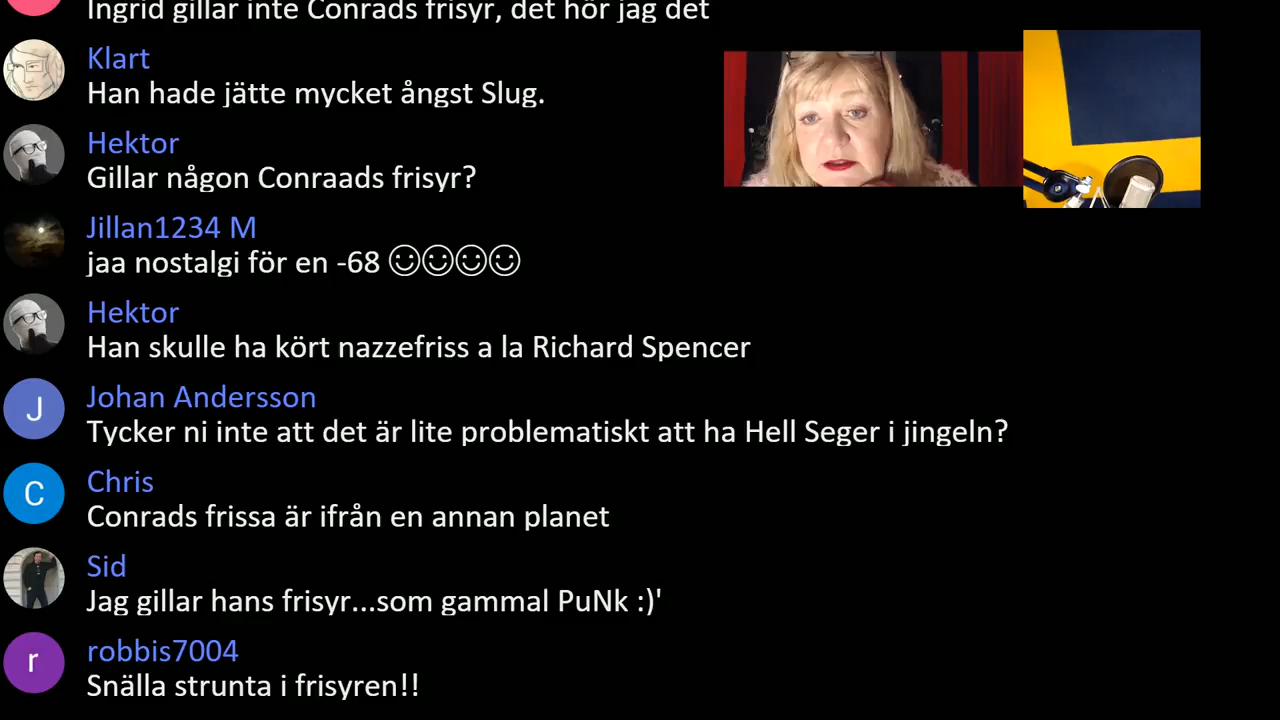 Ingrid gillar inte Conrads frisyr, det hör jag det
Klart
Han hade jätte mycket ångst Slug.
Hektor
Gillar någon Conraads frisyr?
Jillan1234 M
jaa nostalgi för en -68 ☺☺☺☺
Hektor
Han skulle ha kört nazzefriss a la Richard Spencer
J
Johan Andersson
Tycker ni inte att det är lite problematiskt att ha Hell Seger i jingeln?
C
Chris
Conrads frissa är ifrån en annan planet
Sid
Jag gillar hans frisyr...som gammal PuNk :)'
r
robbis7004
Snälla strunta i frisyren!!